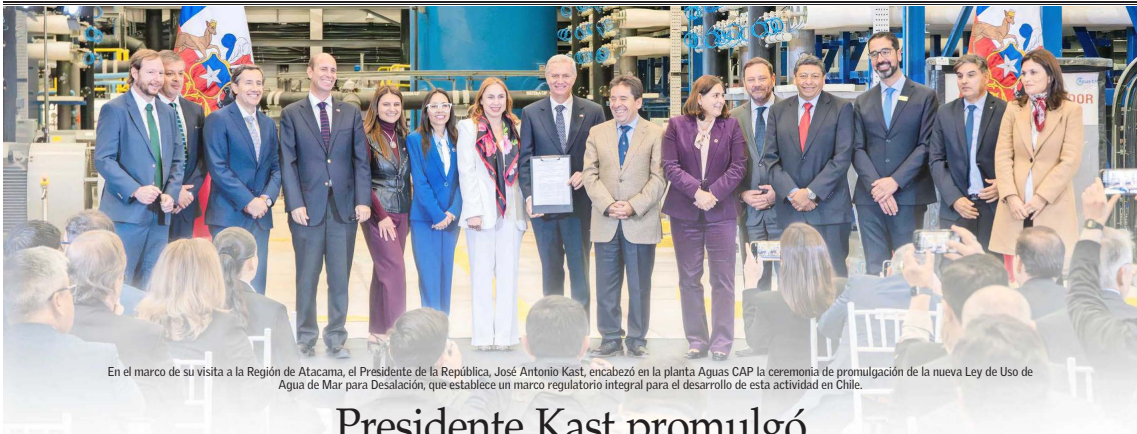 DOR
En el marco de su visita a la Región de Atacama, el Presidente de la República, José Antonio Kast, encabezó en la planta Aguas CAP la ceremonia de promulgación de la nueva Ley de Uso de
Agua de Mar para Desalación, que establece un marco regulatorio integral para el desarrollo de esta actividad en Chile.
Presidente Kast promulgó